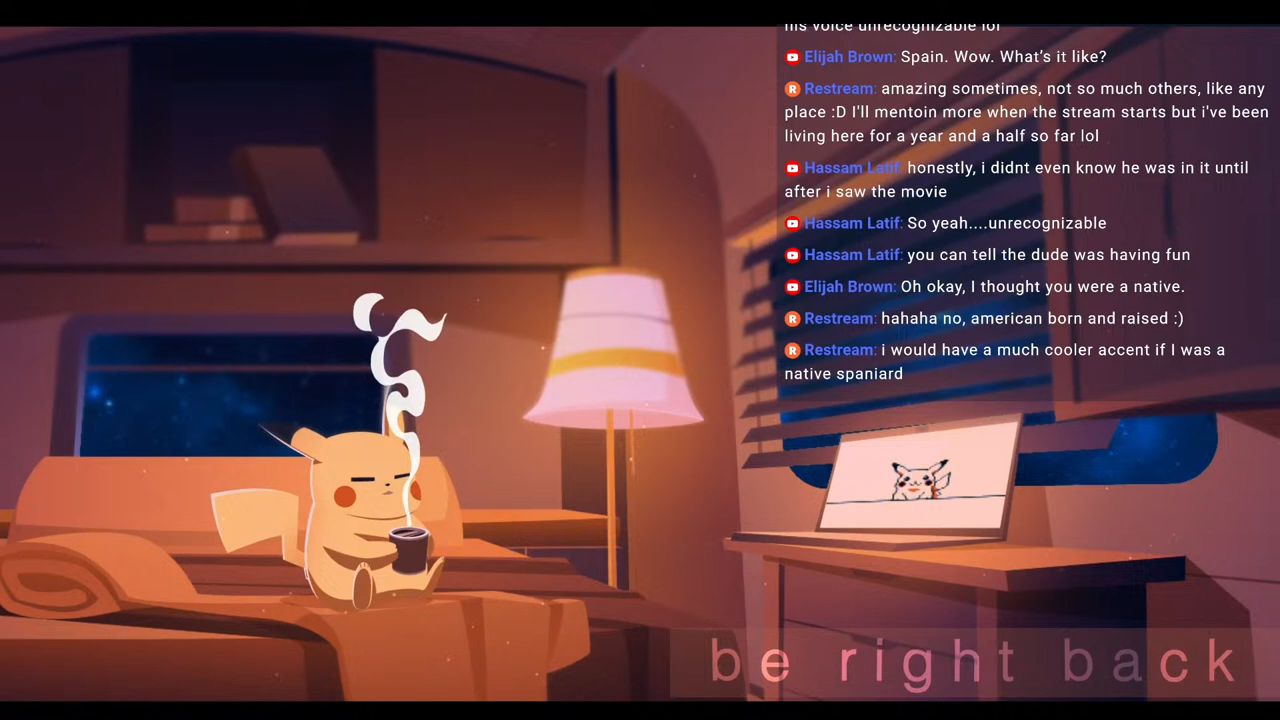 his voice unrecognizable lol
Elijah Brown: Spain. Wow. What's it like?
R Restream: amazing sometimes, not so much others, like any
place :D I'll mentoin more when the stream starts but i've been
living here for a year and a half so far lol
Hassam Latif: honestly, i didnt even know he was in it until
after i saw the movie
Hassam Latif: So yeah....unrecognizable
Hassam Latif: you can tell the dude was having fun
Elijah Brown: Oh okay, I thought you were a native.
R Restream: hahaha no, american born and raised :)
R Restream: i would have a much cooler accent if I was a
native spaniard
be right back